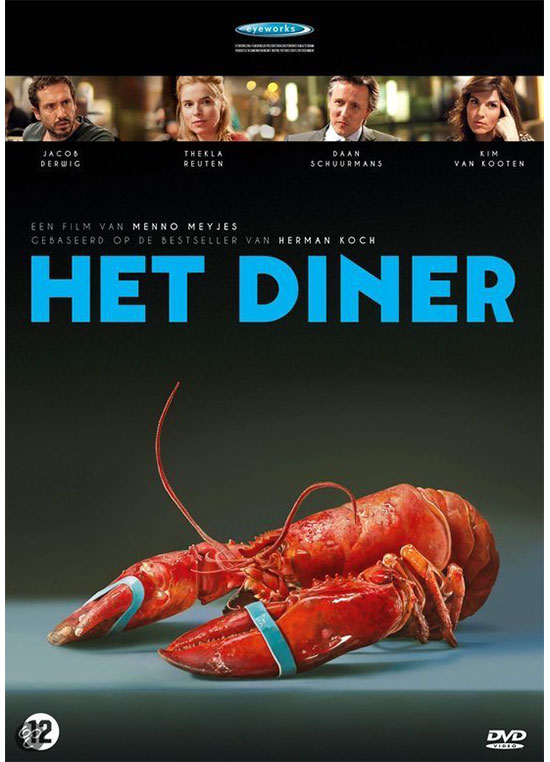 eyeworks
JACOB DERWIG
THEKLA REUTEN
DAAN SCHUURMANS
KIM VAN KOOTEN
EEN FILM VAN MENNO MEYJES
GEBASEERD OP DE BESTSELLER VAN HERMAN KOCH
HET DINER
12
DVD
VIDEO